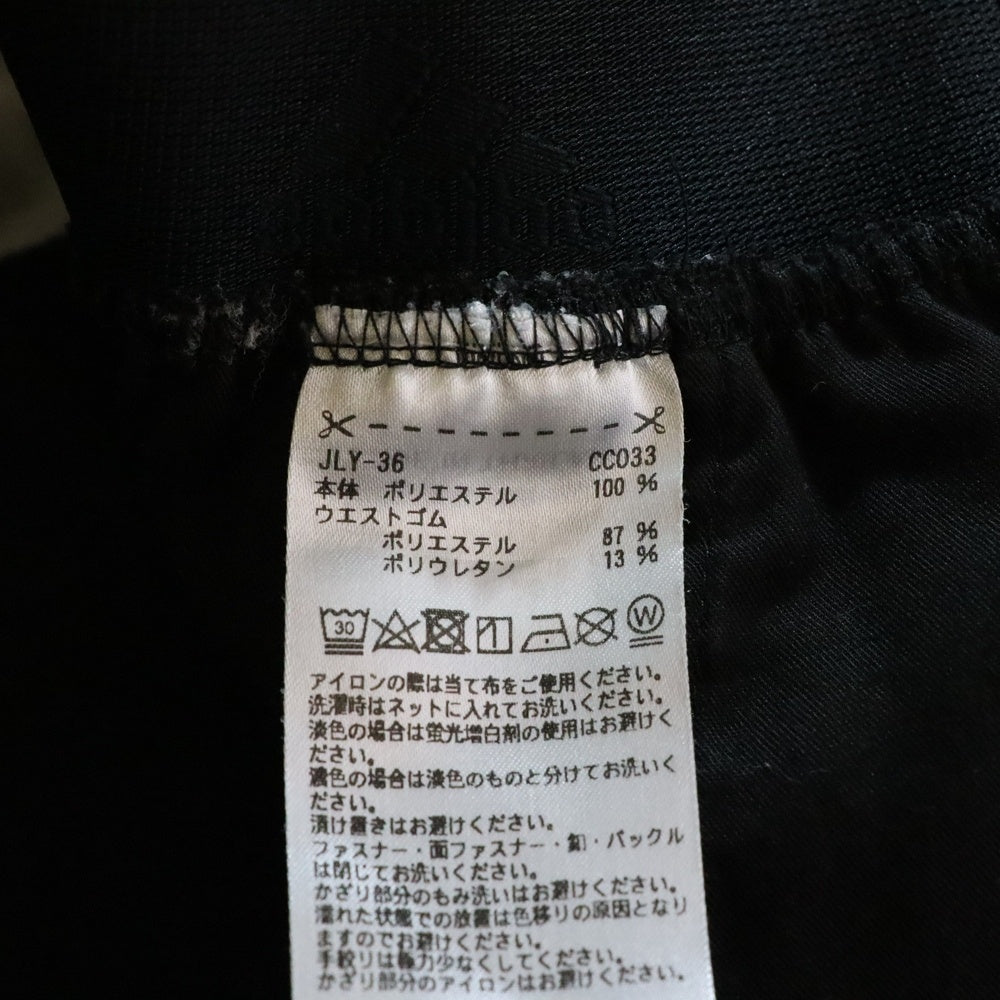 adidas
JLY-36 CC033
本体 ポリエステル 100 %
ウエストゴム
ポリエステル 87 %
ポリウレタン 13 %
30 W
アイロンの際は当て布をご使用ください。
洗濯時はネットに入れてお洗いください。
淡色の場合は蛍光増白剤の使用はお避けく
ださい。
濃色の場合は淡色のものと分けてお洗いく
ださい。
漬け置きはお避けください。
ファスナー・面ファスナー・釦・バックル
は閉じてお洗いください。
かざり部分のもみ洗いはお避けください。
濡れた状態での放置は色移りの原因となり
ますのでお避けください。
手絞りは極力少なくしてください。
かざり部分のアイロンはお避けください。